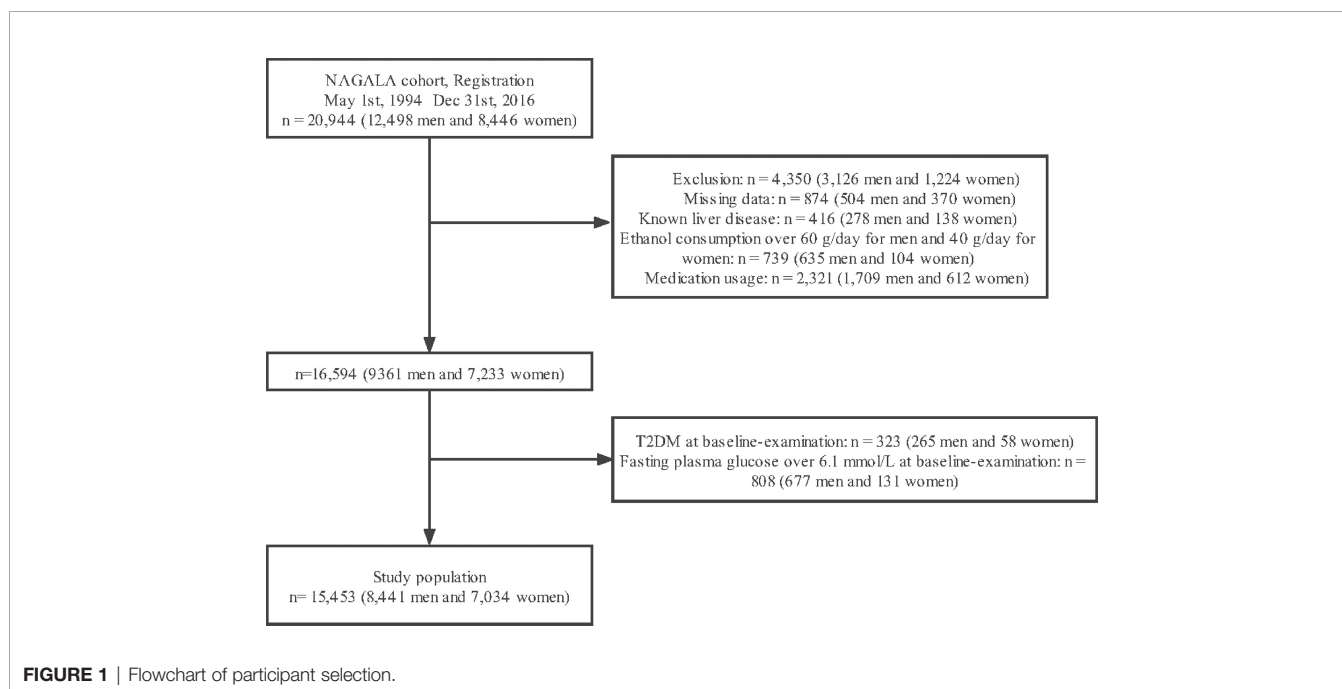 NAGALA cohort, Registration
May 1st, 1994 Dec 31st, 2016
n = 20,944 (12,498 men and 8,446 women)
Exclusion: n = 4,350 (3,126 men and 1,224 women)
Missing data: n = 874 (504 men and 370 women)
Known liver disease: n = 416 (278 men and 138 women)
Ethanol consumption over 60 g/day for men and 40 g/day for
women: n = 739 (635 men and 104 women)
Medication usage: n = 2,321 (1,709 men and 612 women)
n=16,594 (9361 men and 7,233 women)
T2DM at baseline-examination: n = 323 (265 men and 58 women)
Fasting plasma glucose over 6.1 mmol/L at baseline-examination: n =
808 (677 men and 131 women)
Study population
n= 15,453 (8,441 men and 7,034 women)
FIGURE 1 | Flowchart of participant selection.